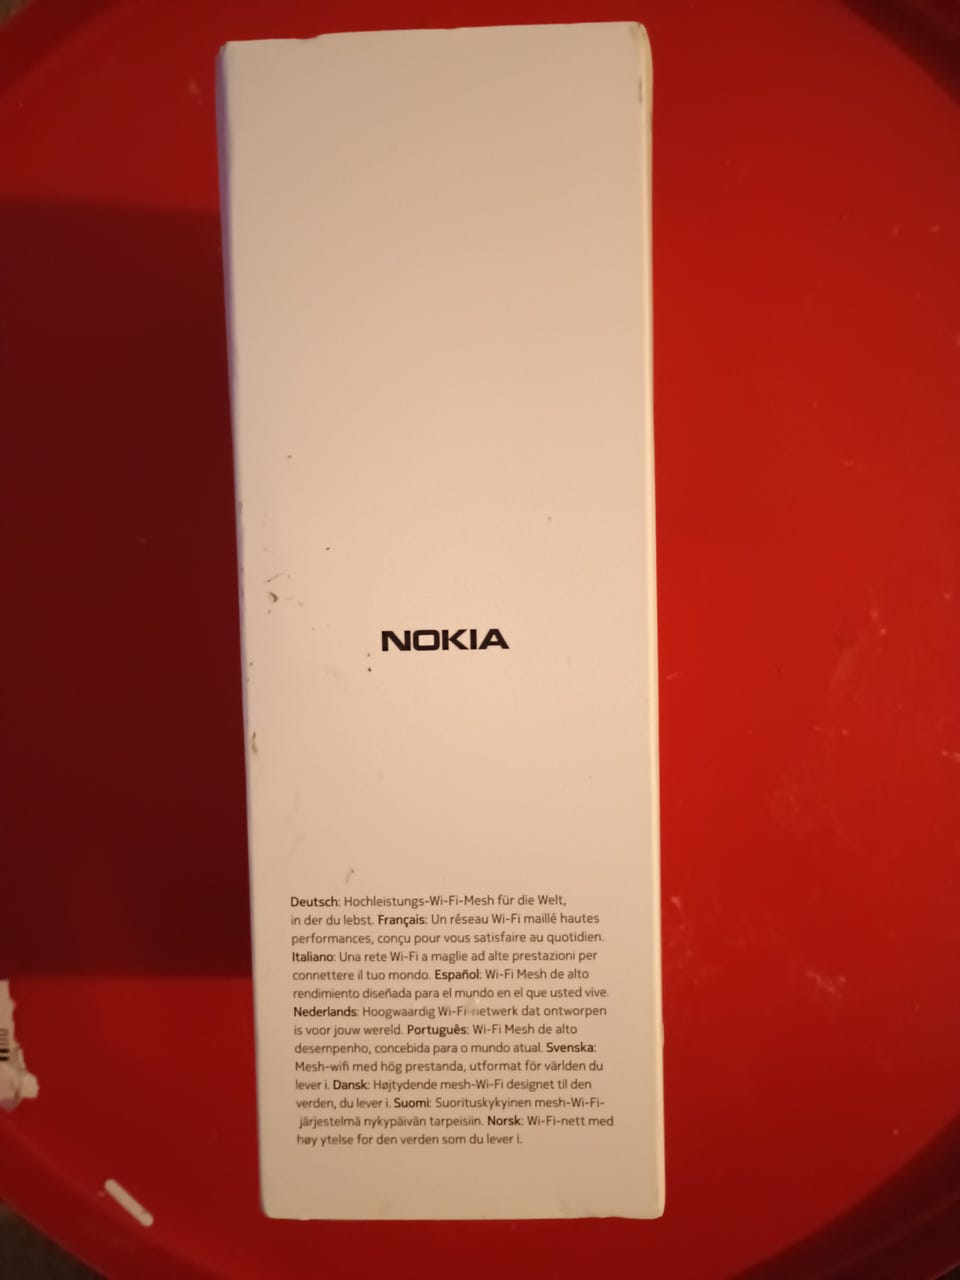 NOKIA
Deutsch: Hochleistungs-Wi-Fi-Mesh für die Welt,
in der du lebst. Français: Un réseau Wi-Fi maillé hautes
performances, conçu pour vous satisfaire au quotidien.
Italiano: Una rete Wi-Fi a maglie ad alte prestazioni per
connettere il tuo mondo. Español: Wi-Fi Mesh de alto
rendimiento diseñada para el mundo en el que usted vive.
Nederlands: Hoogwaardig Wi-Fi-netwerk dat ontworpen
is voor jouw wereld. Português: Wi-Fi Mesh de alto
desempenho, concebida para o mundo atual. Svenska:
Mesh-wifi med hög prestanda, utformat för världen du
lever i. Dansk: Højtydende mesh-Wi-Fi designet til den
verden, du lever i. Suomi: Suorituskykyinen mesh-Wi-Fi-
järjestelmä nykypäivän tarpeisiin. Norsk: Wi-Fi-nett med
høy ytelse for den verden som du lever i.